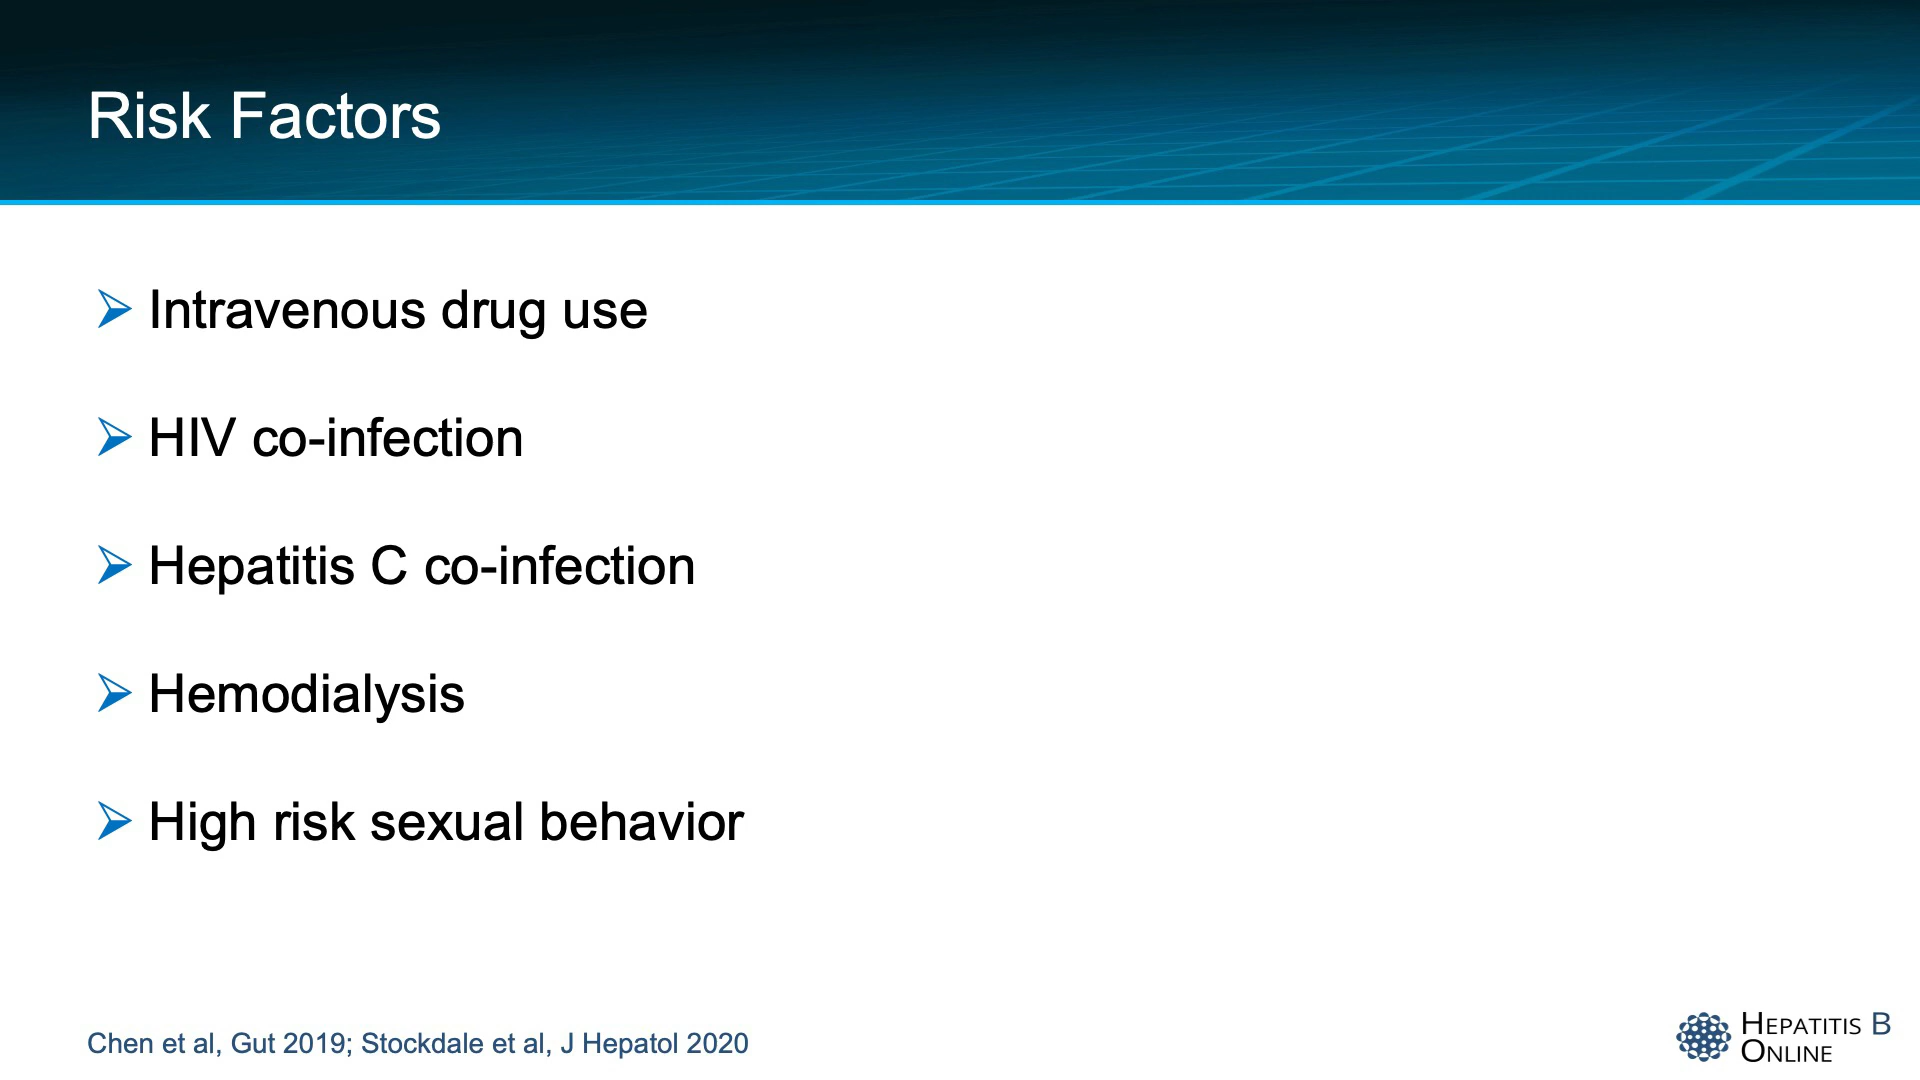 Risk Factors
Intravenous drug use
HIV co-infection
Hepatitis C co-infection
Hemodialysis
High risk sexual behavior
Chen et al, Gut 2019; Stockdale et al, J Hepatol 2020
HEPATITIS B
ONLINE